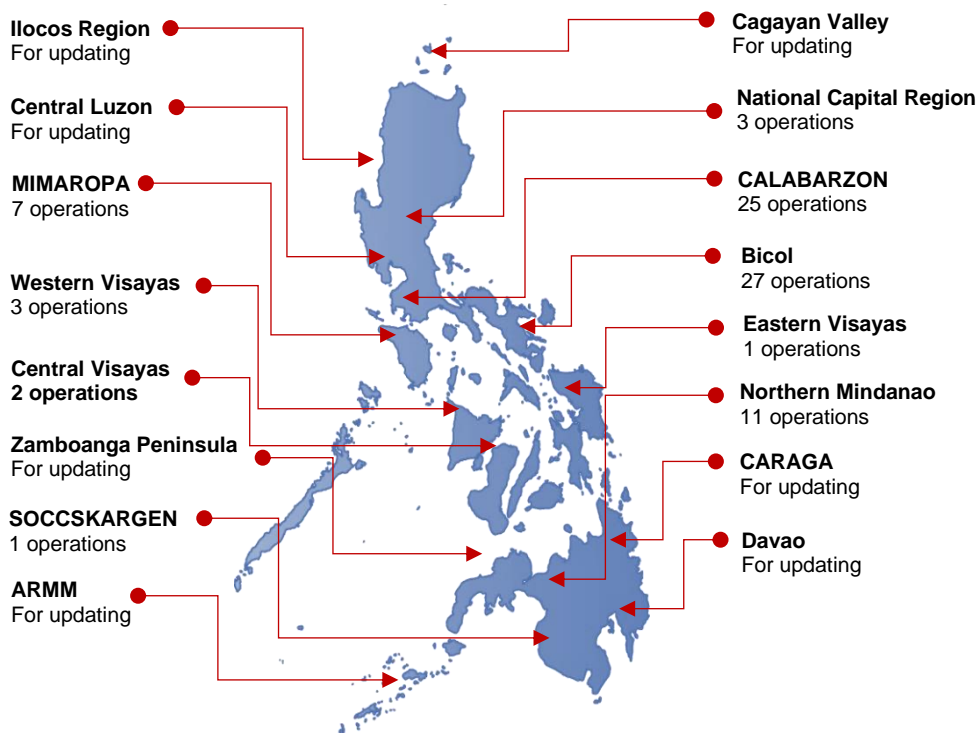 Ilocos Region
For updating
Central Luzon
For updating
MIMAROPA
7 operations
Western Visayas
3 operations
Central Visayas
2 operations
Zamboanga Peninsula
For updating
SOCCSKARGEN
1 operations
ARMM
For updating
Cagayan Valley
For updating
National Capital Region
3 operations
CALABARZON
25 operations
Bicol
27 operations
Eastern Visayas
1 operations
Northern Mindanao
11 operations
CARAGA
For updating
Davao
For updating